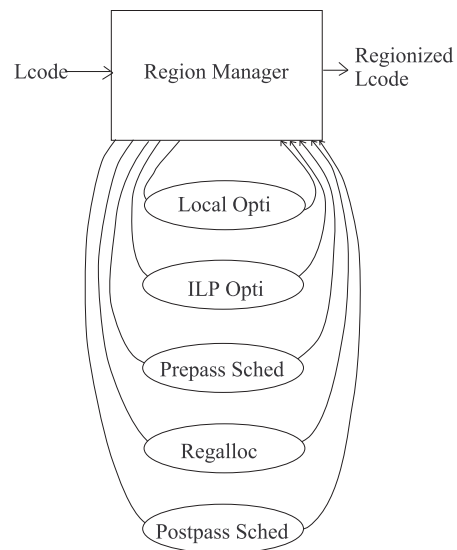 Lcode
Region Manager
Regionized
Lcode
Local Opti
ILP Opti
Prepass Sched
Regalloc
Postpass Sched